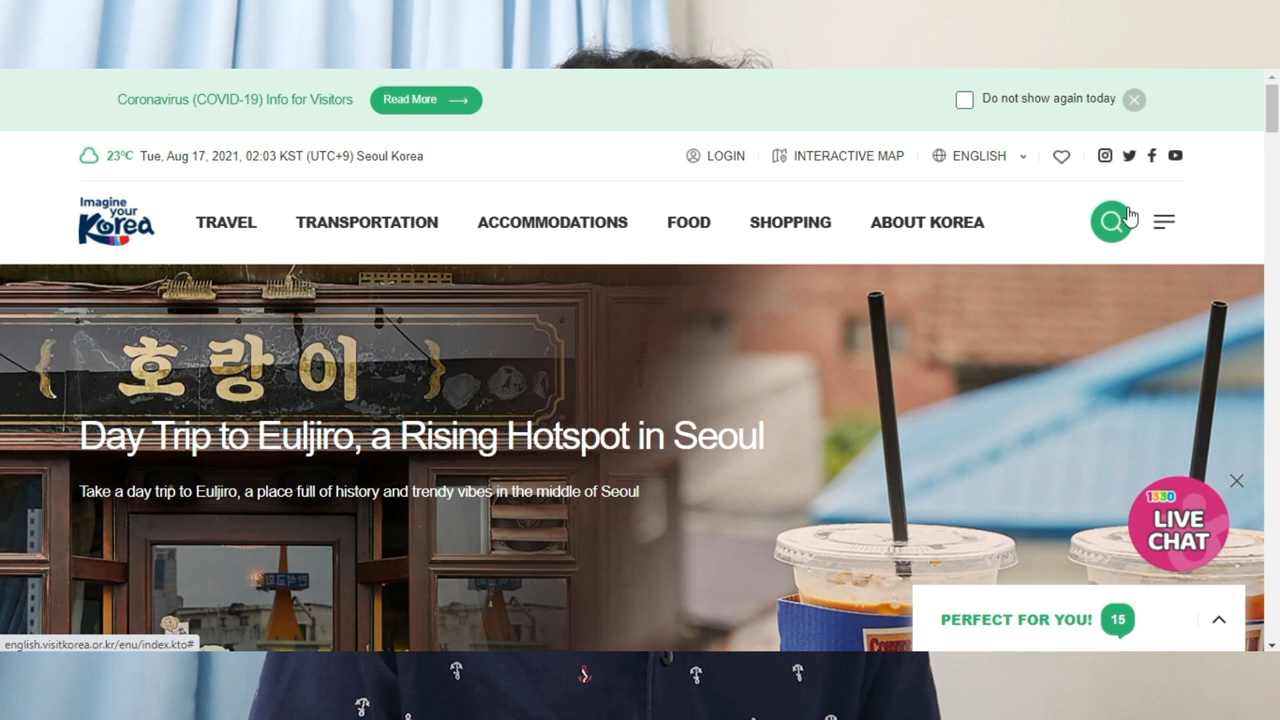 Coronavirus (COVID-19) Info for Visitors
Read More
Do not show again today
23°C Tue, Aug 17, 2021, 02:03 KST (UTC+9) Seoul Korea
LOGIN
INTERACTIVE MAP
ENGLISH
Imagine
your
Korea
TRAVEL
TRANSPORTATION
ACCOMMODATIONS
FOOD
SHOPPING
ABOUT KOREA
{ 호랑이 }
Day Trip to Euljiro, a Rising Hotspot in Seoul
Take a day trip to Euljiro, a place full of history and trendy vibes in the middle of Seoul
1330
LIVE
CHAT
PERFECT FOR YOU! 15
english.visitkorea.or.kr/enu/index.kto#